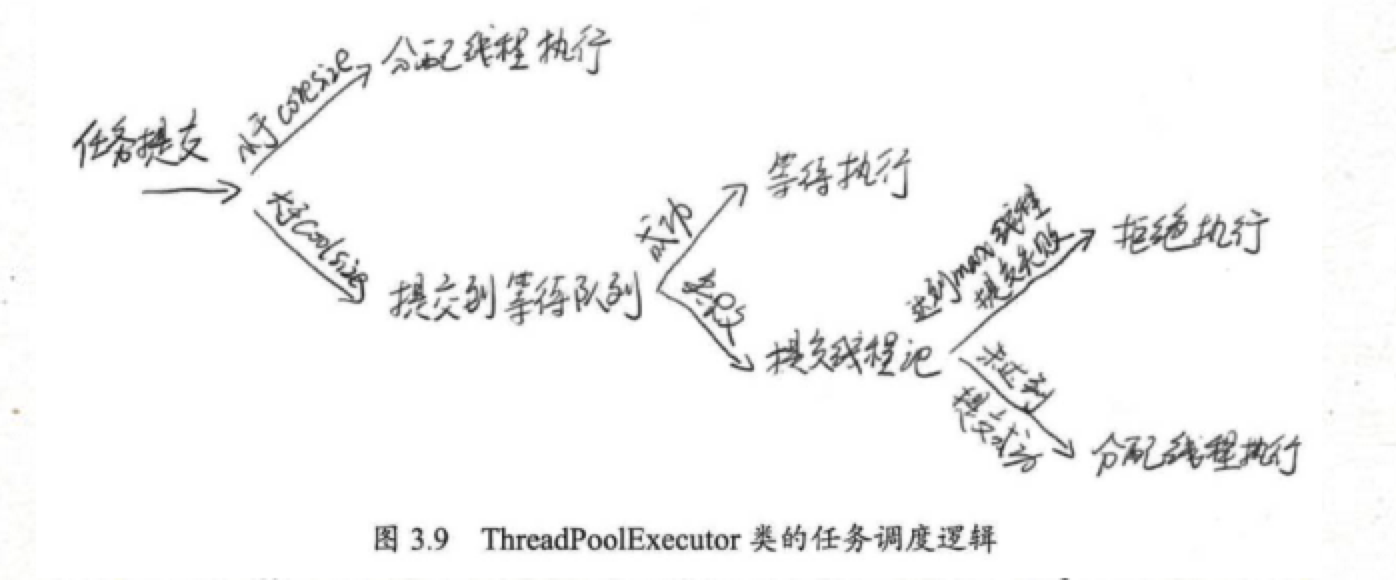 分配线程执行
小于coresize
任务提交
大于Coolsize
提交到等待队列
成功
等待执行
失败
提交线程池
达到max线程
提交失败
拒绝执行
未达到
提交成功
分配线程执行
图 3.9 ThreadPoolExecutor 类的任务调度逻辑